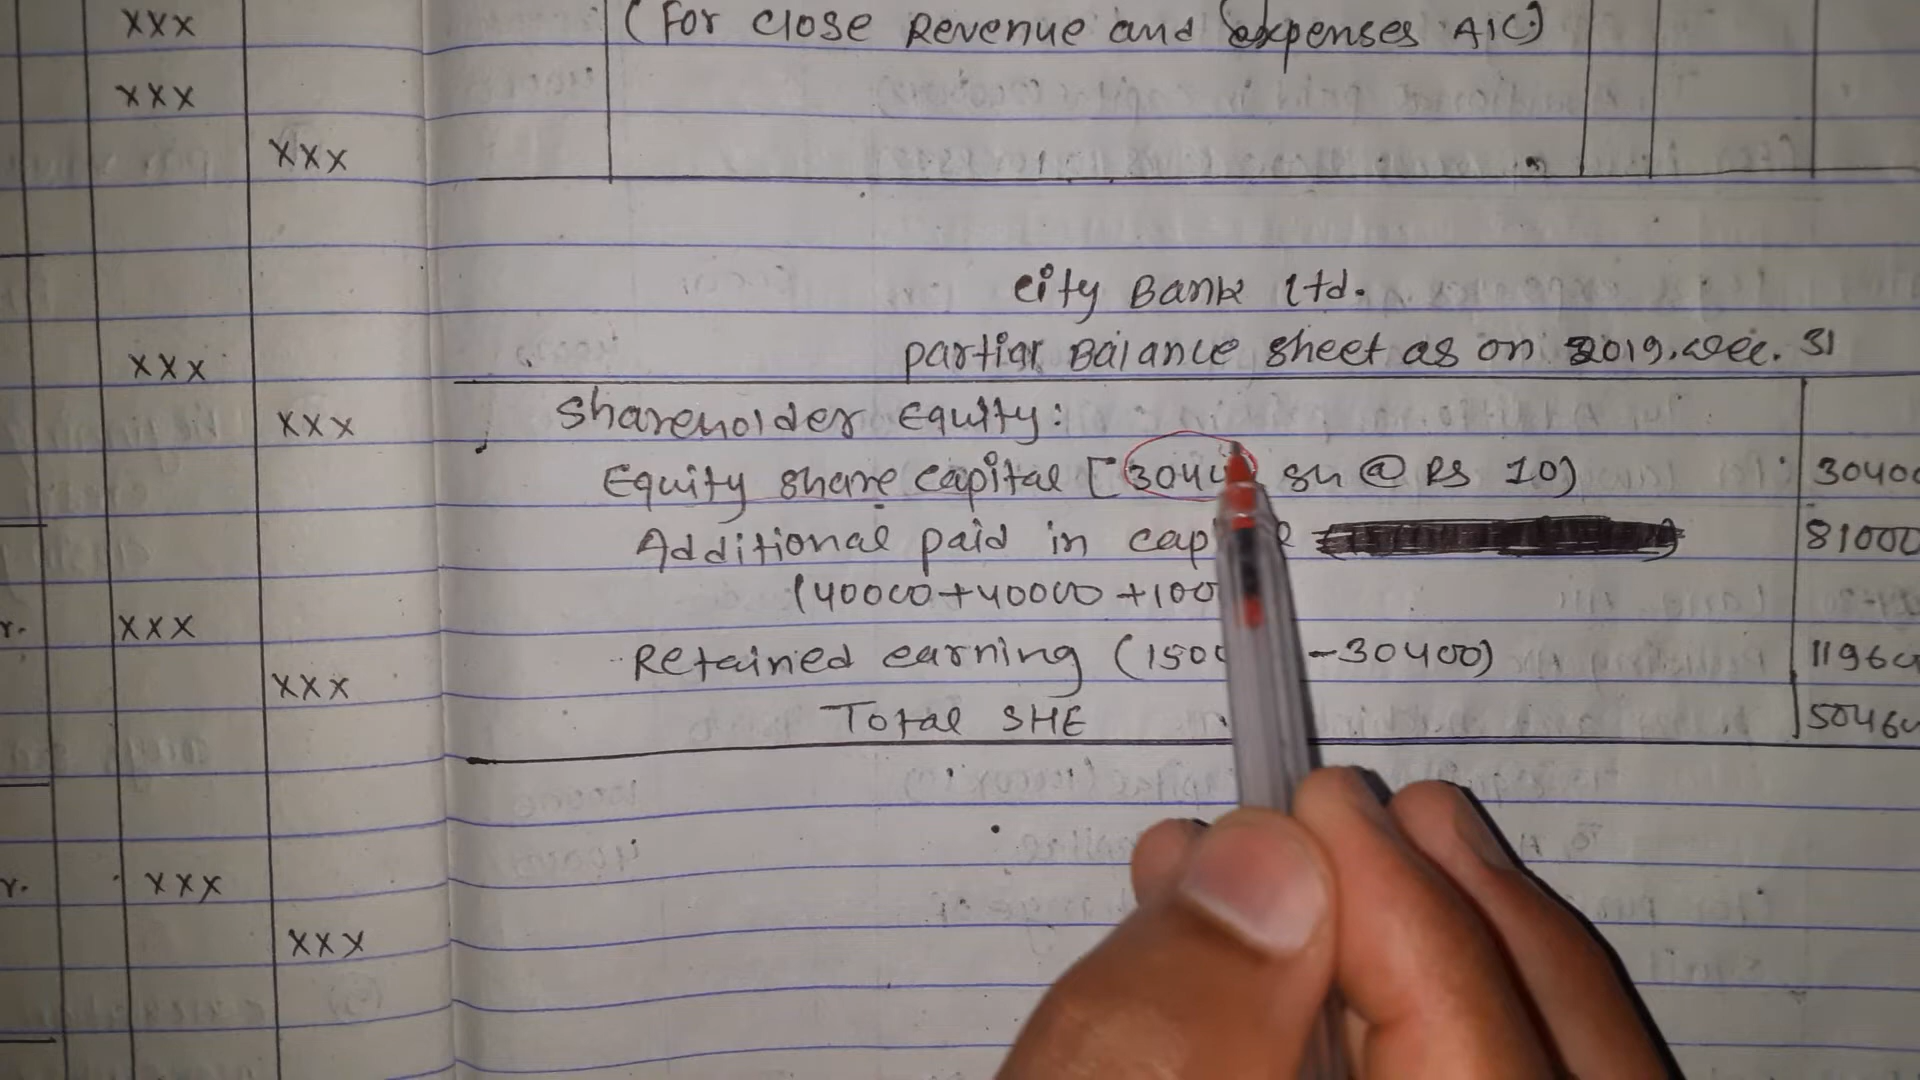 xxx
(For close Revenue and expenses A/C)
xxx
xxx
City Bank Ltd.
xxx
partial Balance sheet as on 2019, Dec. 31
xxx
Shareholder Equity:
Equity share capital [ sh @ Rs 10)
Additional paid in
(40000+40000 +
xxx
Retained earning ( -30400)
xxx
Total SHE
xxx
xxx